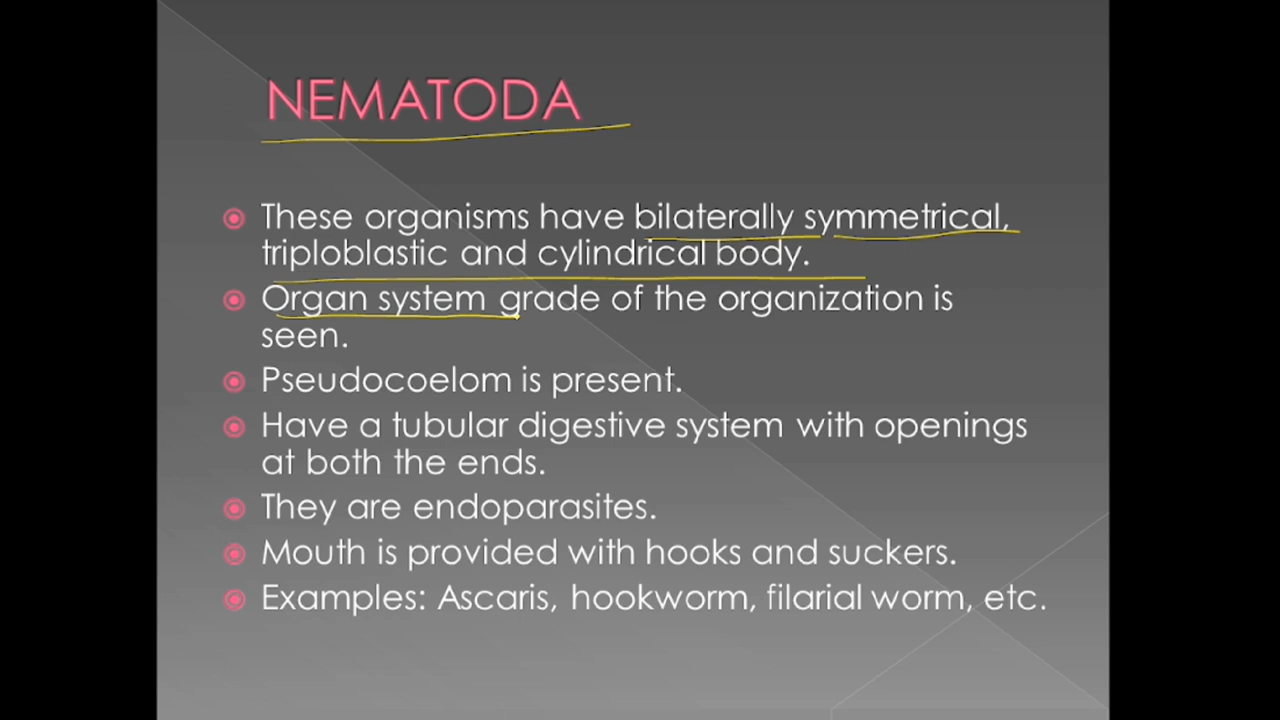 NEMATODA
These organisms have bilaterally symmetrical,
triploblastic and cylindrical body.
Organ system grade of the organization is
seen.
Pseudocoelom is present.
Have a tubular digestive system with openings
at both the ends.
They are endoparasites.
Mouth is provided with hooks and suckers.
Examples: Ascaris, hookworm, filarial worm, etc.